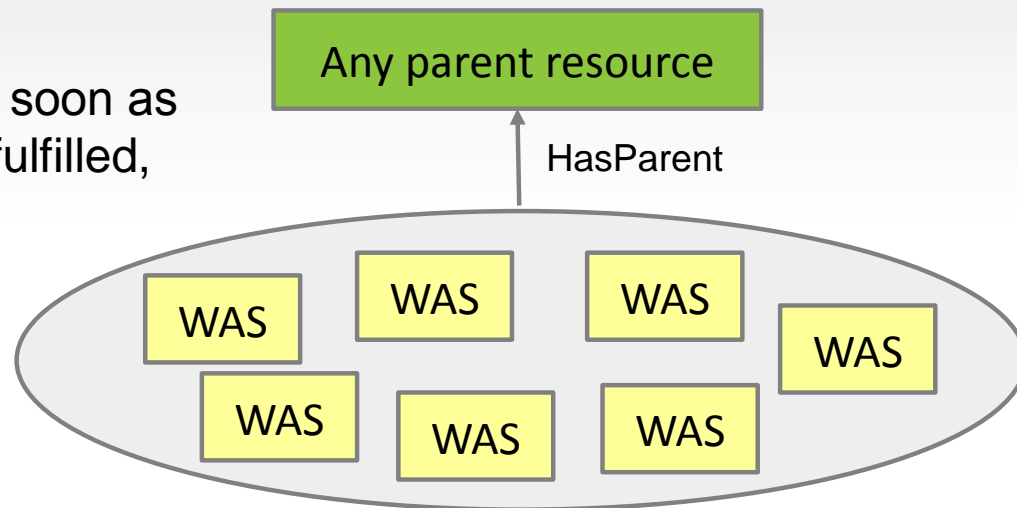 Any parent resource
soon as
fulfilled,
HasParent
WAS
WAS
WAS
WAS
WAS
WAS
WAS